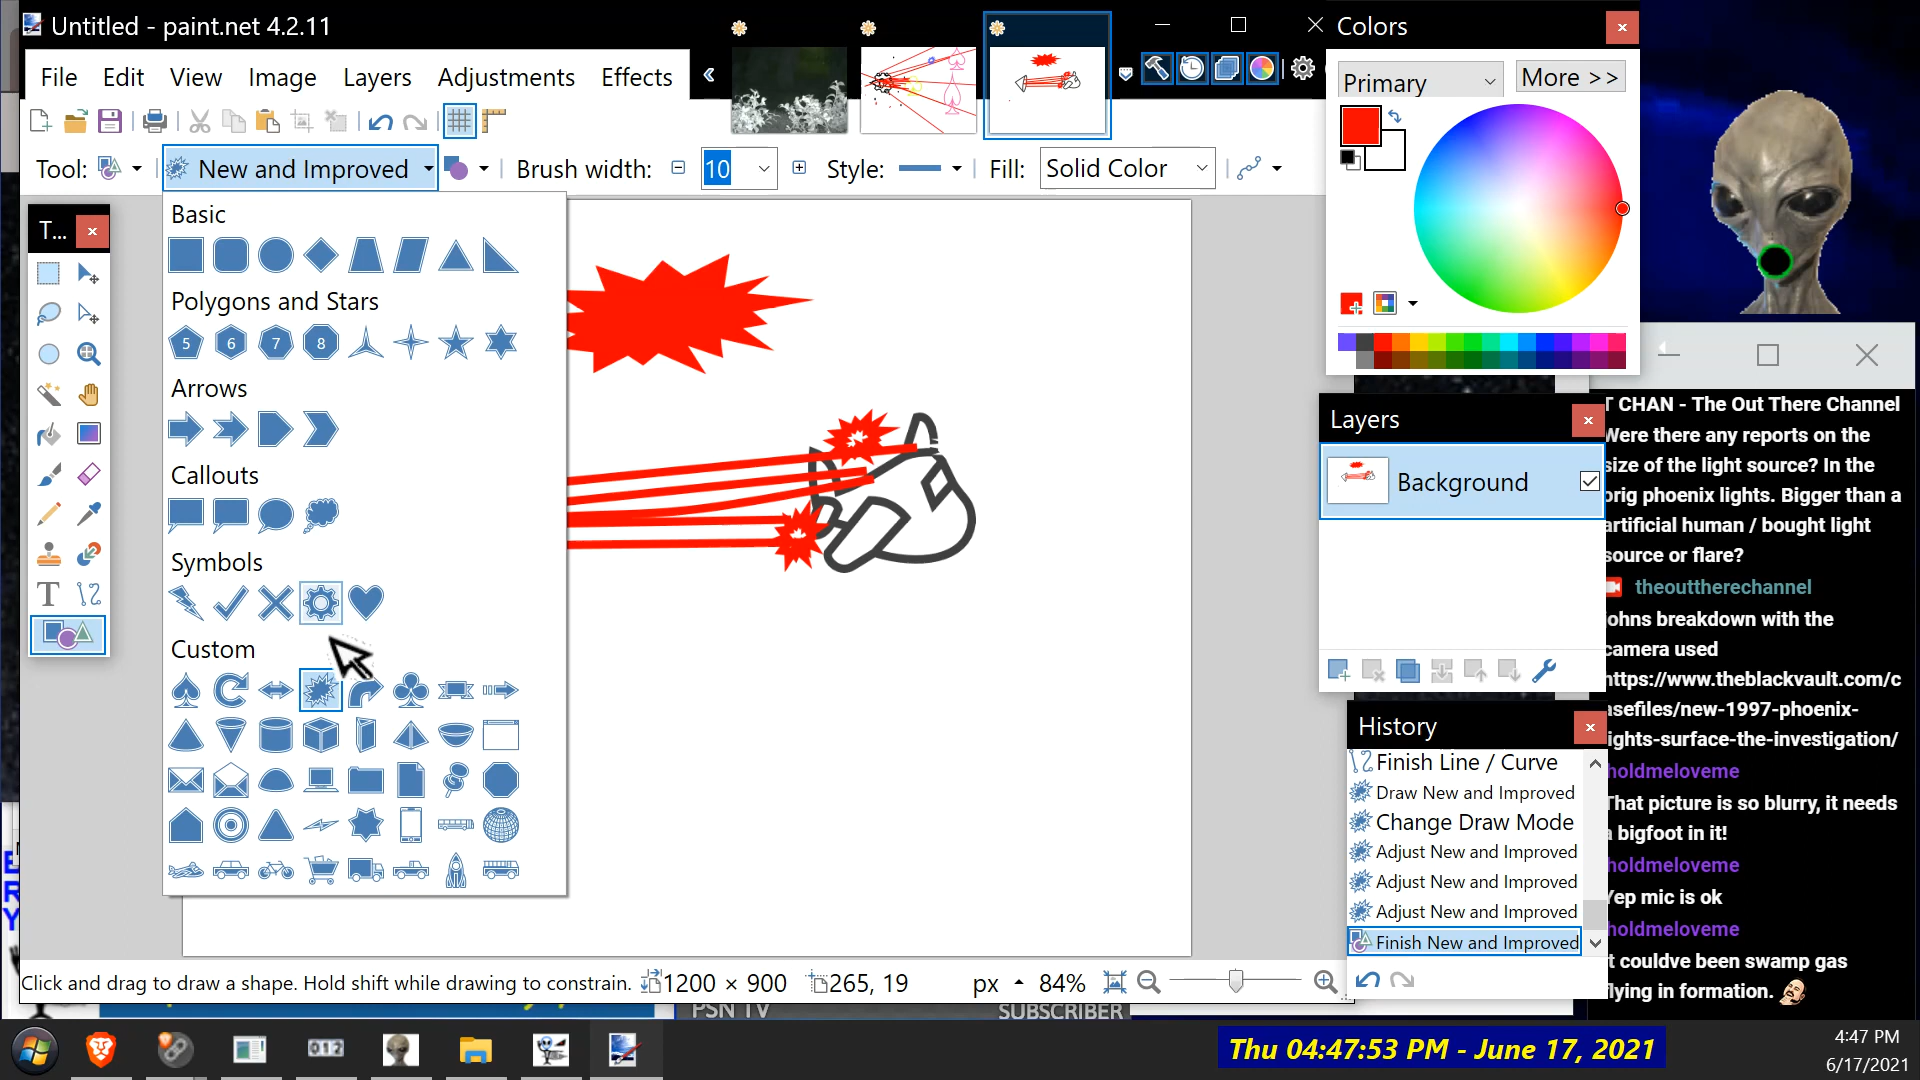 Untitled - paint.net 4.2.11
File Edit View Image Layers Adjustments Effects
Tool: New and Improved Brush width: 10 Style: Fill: Solid Color
Basic
Polygons and Stars
5 6 7 8
Arrows
Callouts
Symbols
Custom
T...
Colors
Primary More >>
Layers
Background
History
Finish Line / Curve
Draw New and Improved
Change Draw Mode
Adjust New and Improved
Adjust New and Improved
Adjust New and Improved
Finish New and Improved
T CHAN - The Out There Channel
Were there any reports on the
size of the light source? In the
orig phoenix lights. Bigger than a
artificial human / bought light
source or flare?
theouttherechannel
johns breakdown with the
camera used
https://www.theblackvault.com/c
asefiles/new-1997-phoenix-
lights-surface-the-investigation/
holdmeloveme
That picture is so blurry, it needs
a bigfoot in it!
holdmeloveme
Yep mic is ok
holdmeloveme
It couldve been swamp gas
flying in formation.
Click and drag to draw a shape. Hold shift while drawing to constrain. 1200 × 900 265, 19 px 84%
PSN TV SUBSCRIBER
012
Thu 04:47:53 PM - June 17, 2021
4:47 PM
6/17/2021